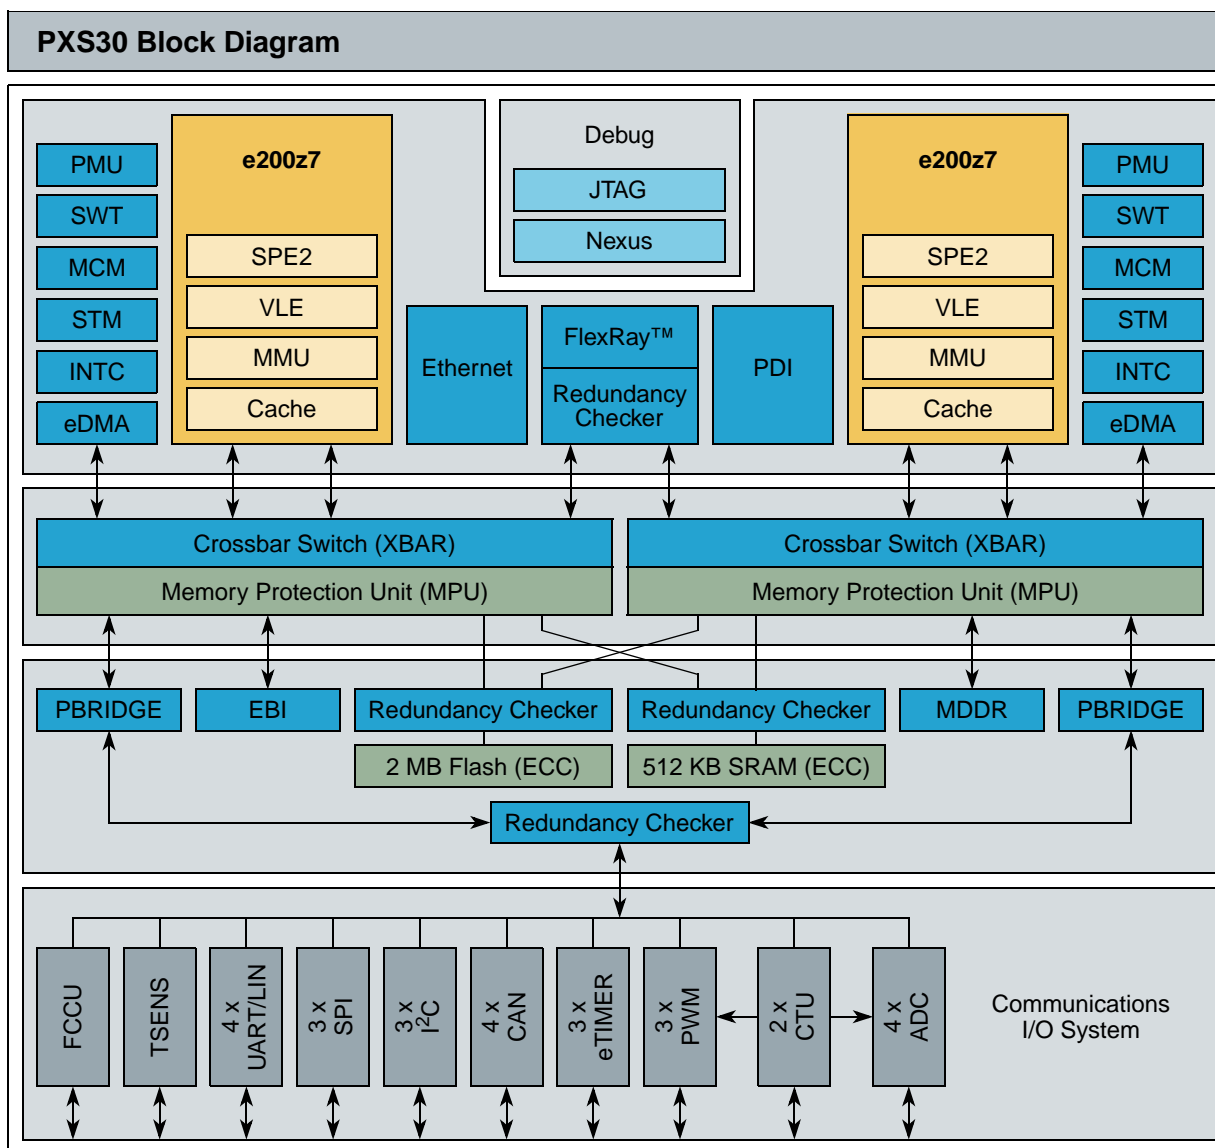 PXS30 Block Diagram
PMU
SWT
MCM
STM
INTC
eDMA
e200z7
SPE2
VLE
MMU
Cache
Debug
JTAG
Nexus
Ethernet
FlexRay™
Redundancy
Checker
PDI
e200z7
SPE2
VLE
MMU
Cache
PMU
SWT
MCM
STM
INTC
eDMA
Crossbar Switch (XBAR)
Memory Protection Unit (MPU)
Crossbar Switch (XBAR)
Memory Protection Unit (MPU)
PBRIDGE
EBI
Redundancy Checker
Redundancy Checker
MDDR
PBRIDGE
2 MB Flash (ECC)
512 KB SRAM (ECC)
Redundancy Checker
FCCU
TSENS
4 x
UART/LIN
3 x
SPI
3 x
I²C
4 x
CAN
3 x
eTIMER
3 x
PWM
2 x
CTU
4 x
ADC
Communications
I/O System